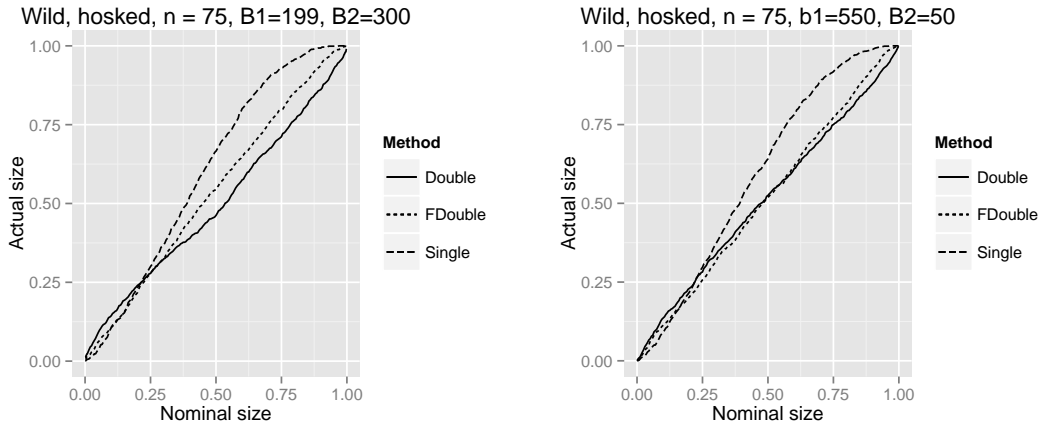 Wild, hosked, n = 75, B1=199, B2=300
1.00
0.75
0.50
0.25
0.00
Actual size
0.00 0.25 0.50 0.75 1.00
Nominal size
Method
Double
FDouble
Single
Wild, hosked, n = 75, b1=550, B2=50
1.00
0.75
0.50
0.25
0.00
Actual size
0.00 0.25 0.50 0.75 1.00
Nominal size
Method
Double
FDouble
Single